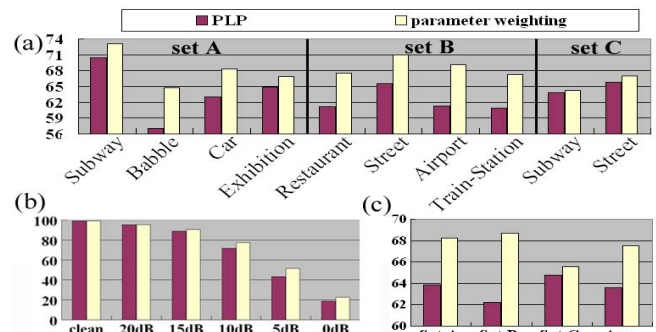 PLP parameter weighting
(a)
set A set B set C
74
71
68
65
62
59
56
Subway Babble Car Exhibition Restaurant Street Airport Train-Station Subway Street
(b)
100
80
60
40
20
0
clean 20dB 15dB 10dB 5dB 0dB
(c)
70
68
66
64
62
60